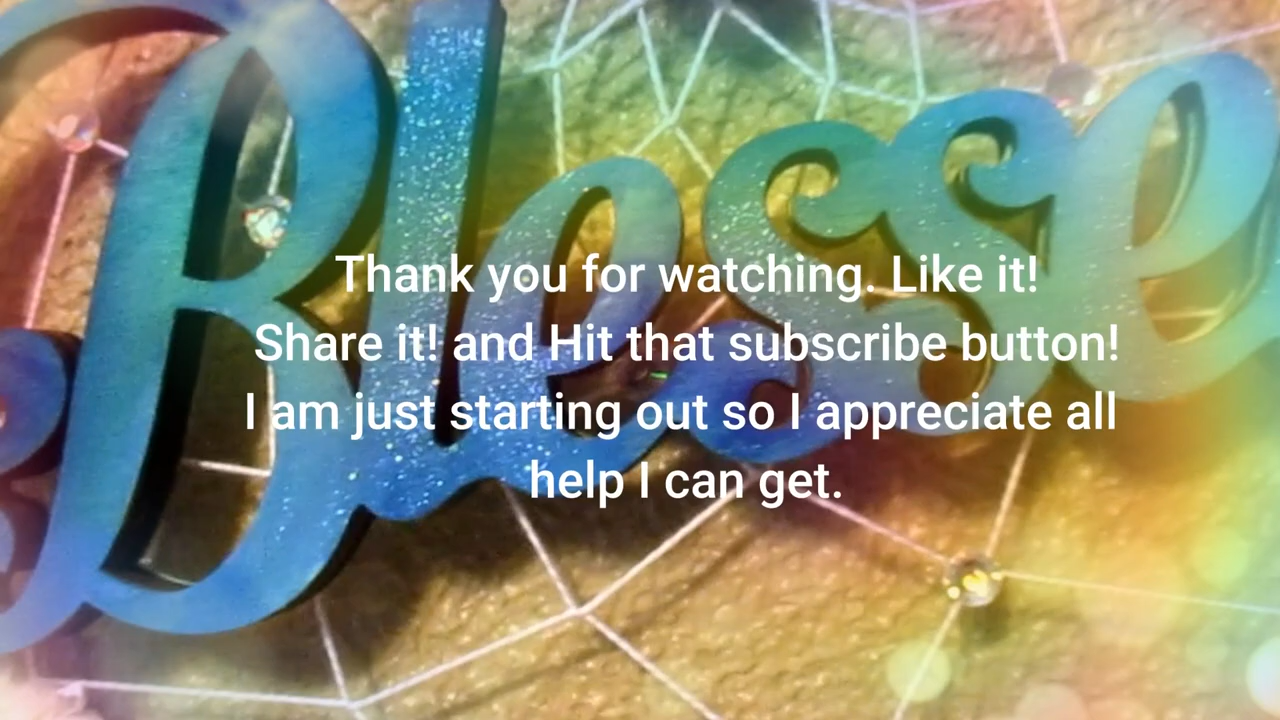 Blesse
Thank you for watching. Like it!
Share it! and Hit that subscribe button!
I am just starting out so I appreciate all
help I can get.